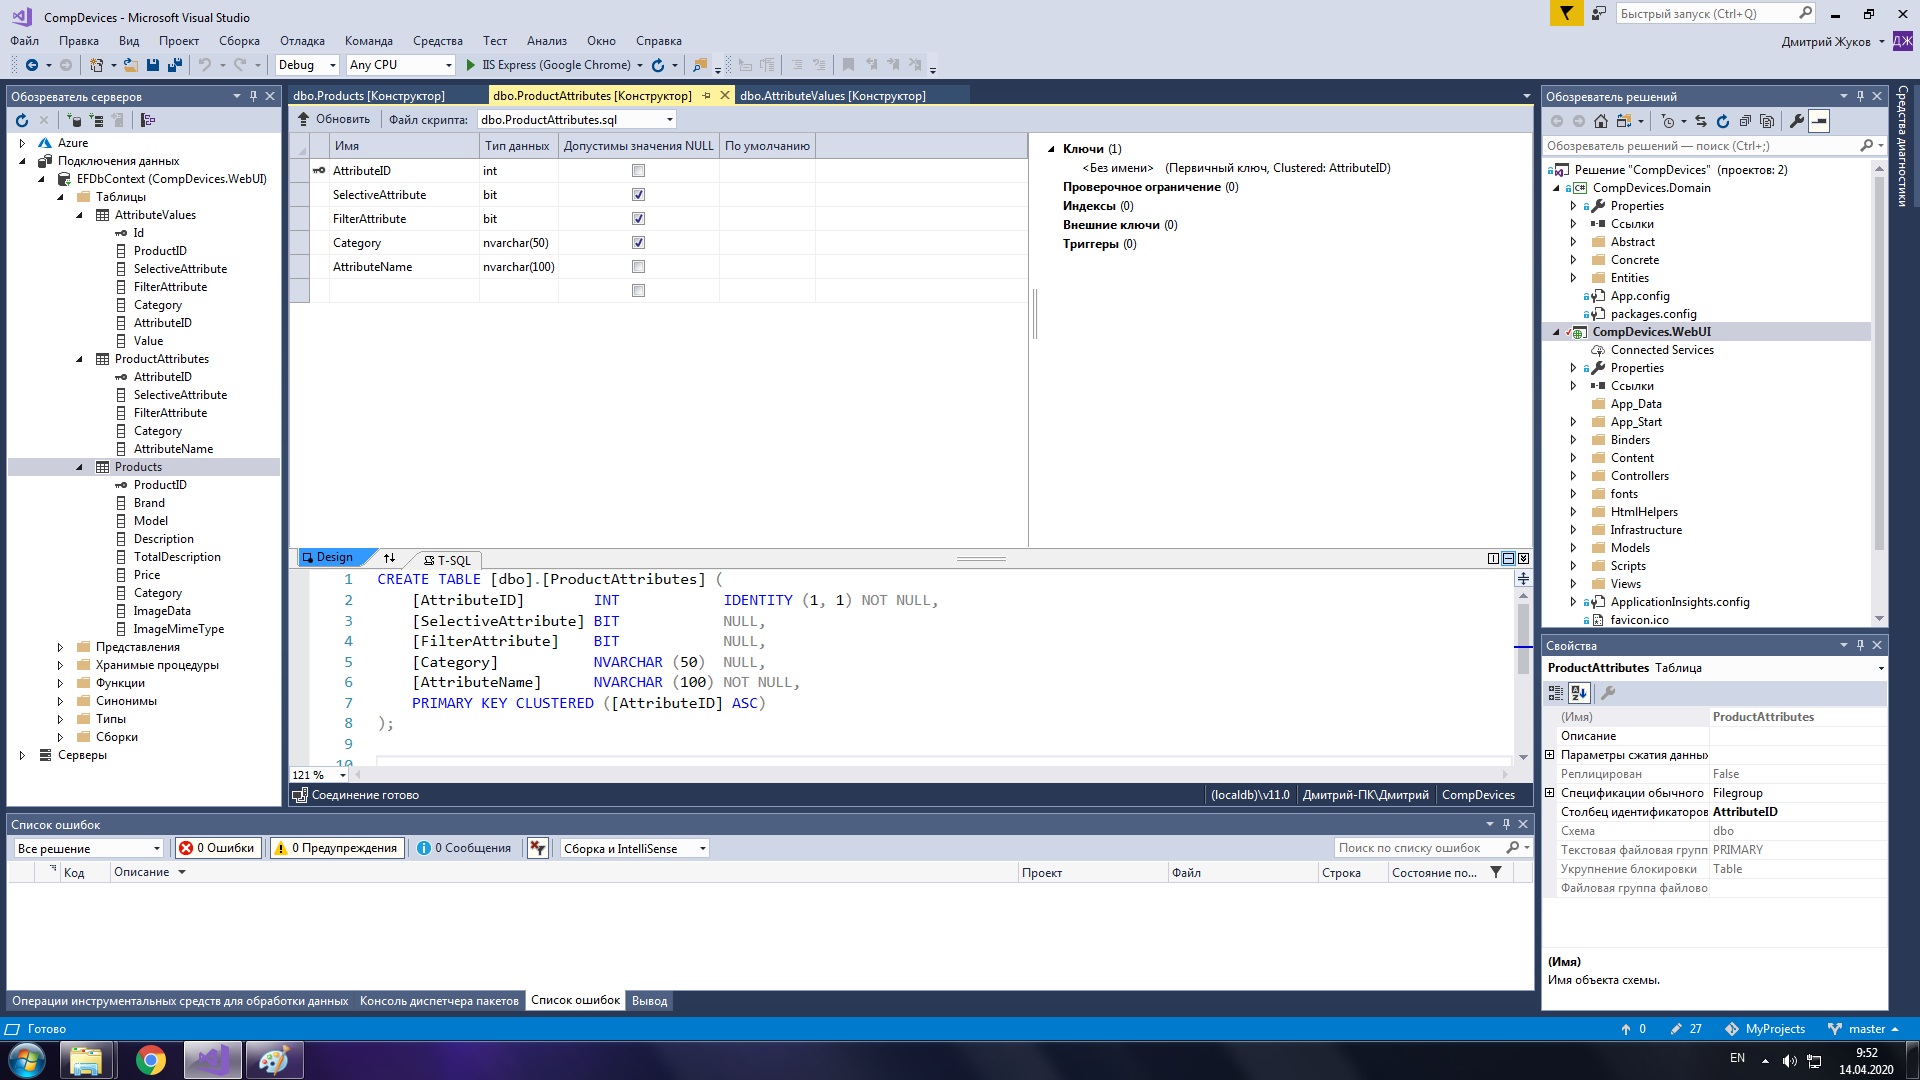 CompDevices - Microsoft Visual Studio
Быстрый запуск (Ctrl+Q)
Файл Правка Вид Проект Сборка Отладка Команда Средства Тест Анализ Окно Справка
Дмитрий Жуков ДЖ
Debug Any CPU IIS Express (Google Chrome)
Обозреватель серверов
Azure
Подключения данных
EFDbContext (CompDevices.WebUI)
Таблицы
AttributeValues
Id
ProductID
SelectiveAttribute
FilterAttribute
Category
AttributeID
Value
ProductAttributes
AttributeID
SelectiveAttribute
FilterAttribute
Category
AttributeName
Products
ProductID
Brand
Model
Description
TotalDescription
Price
Category
ImageData
ImageMimeType
Представления
Хранимые процедуры
Функции
Синонимы
Типы
Сборки
Серверы
dbo.Products [Конструктор] dbo.ProductAttributes [Конструктор] dbo.AttributeValues [Конструктор]
Обновить Файл скрипта: dbo.ProductAttributes.sql
Имя Тип данных Допустимы значения NULL По умолчанию
AttributeID int
SelectiveAttribute bit
FilterAttribute bit
Category nvarchar(50)
AttributeName nvarchar(100)
Ключи (1)
<Без имени> (Первичный ключ, Clustered: AttributeID)
Проверочное ограничение (0)
Индексы (0)
Внешние ключи (0)
Триггеры (0)
Design T-SQL
1 CREATE TABLE [dbo].[ProductAttributes] (
2 [AttributeID] INT IDENTITY (1, 1) NOT NULL,
3 [SelectiveAttribute] BIT NULL,
4 [FilterAttribute] BIT NULL,
5 [Category] NVARCHAR (50) NULL,
6 [AttributeName] NVARCHAR (100) NOT NULL,
7 PRIMARY KEY CLUSTERED ([AttributeID] ASC)
8 );
9
10
121 %
Соединение готово (localdb)\v11.0 Дмитрий-ПК\Дмитрий CompDevices
Список ошибок
Все решение 0 Ошибки 0 Предупреждения 0 Сообщения Сборка и IntelliSense Поиск по списку ошибок
Код Описание Проект Файл Строка Состояние по...
Операции инструментальных средств для обработки данных Консоль диспетчера пакетов Список ошибок Вывод
Обозреватель решений
Обозреватель решений — поиск (Ctrl+;)
Решение "CompDevices" (проектов: 2)
CompDevices.Domain
Properties
Ссылки
Abstract
Concrete
Entities
App.config
packages.config
CompDevices.WebUI
Connected Services
Properties
Ссылки
App_Data
App_Start
Binders
Content
Controllers
fonts
HtmlHelpers
Infrastructure
Models
Scripts
Views
ApplicationInsights.config
favicon.ico
Средства диагностики
Свойства
ProductAttributes Таблица
(Имя) ProductAttributes
Описание
Параметры сжатия данных
Реплицирован False
Спецификации обычного Filegroup
Столбец идентификаторов AttributeID
Схема dbo
Текстовая файловая групп PRIMARY
Укрупнение блокировки Table
Файловая группа файлово
(Имя)
Имя объекта схемы.
Готово 0 27 MyProjects master
EN 9:52
14.04.2020